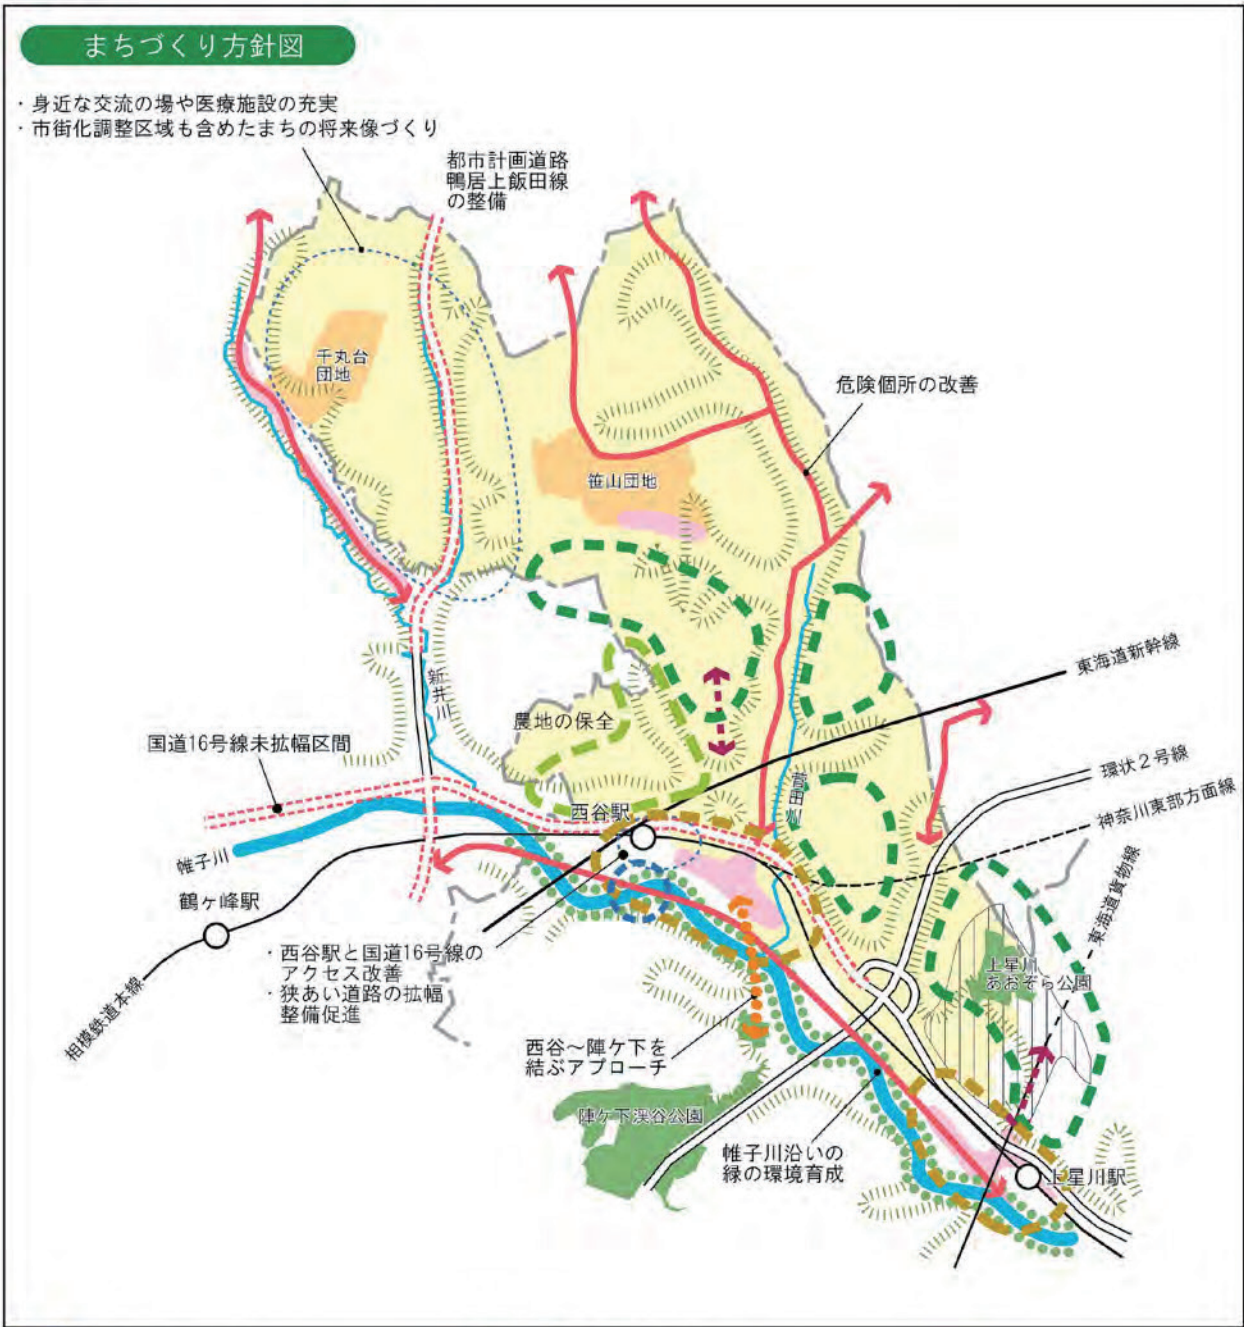 まちづくり方針図
・身近な交流の場や医療施設の充実
・市街化調整区域も含めたまちの将来像づくり
都市計画道路
鴨居上飯田線
の整備
千丸台
団地
危険個所の改善
笹山団地
東海道新幹線
新井川
農地の保全
国道16号線未拡幅区間
環状２号線
菅田川
西谷駅
神奈川東部方面線
帷子川
東海道貨物線
鶴ヶ峰駅
・西谷駅と国道16号線の
アクセス改善
・狭あい道路の拡幅
整備促進
上星川
あおぞら公園
相模鉄道本線
西谷～陣ケ下を
結ぶアプローチ
陣ケ下渓谷公園
帷子川沿いの
緑の環境育成
上星川駅